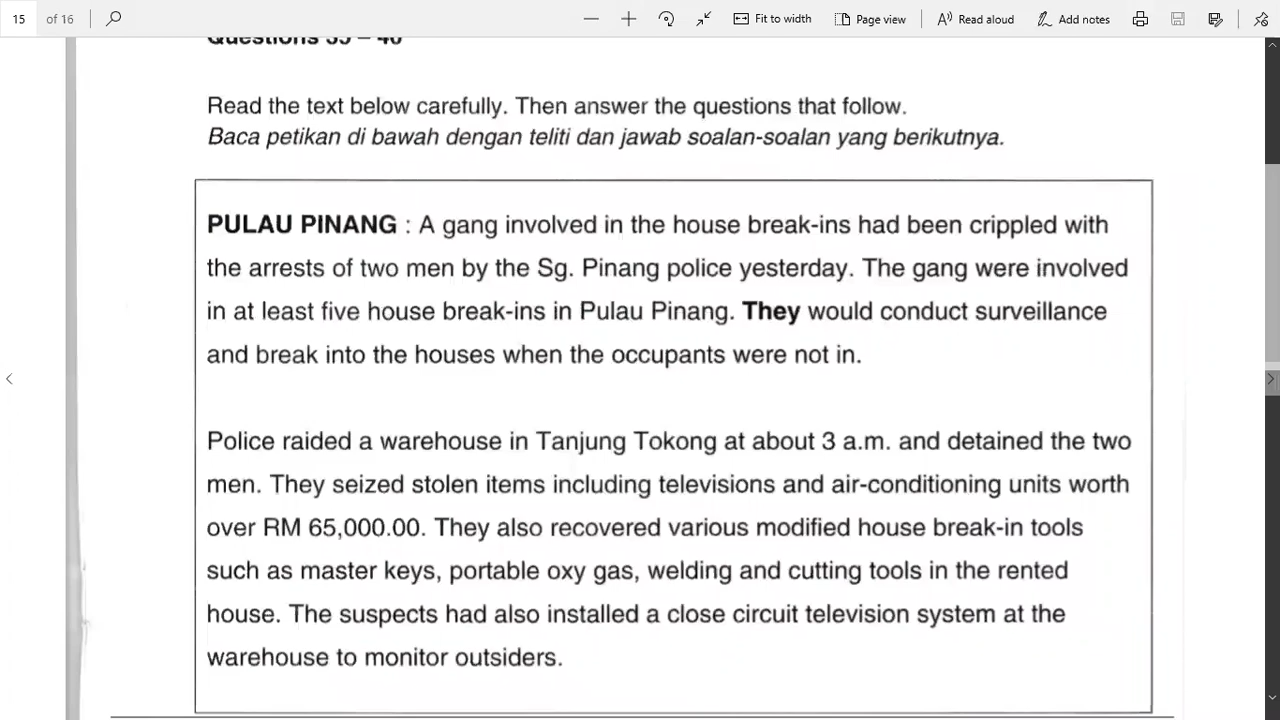 15 of 16 Fit to width Page view Read aloud Add notes
Questions 35 – 40
Read the text below carefully. Then answer the questions that follow.
Baca petikan di bawah dengan teliti dan jawab soalan-soalan yang berikutnya.
PULAU PINANG : A gang involved in the house break-ins had been crippled with
the arrests of two men by the Sg. Pinang police yesterday. The gang were involved
in at least five house break-ins in Pulau Pinang. They would conduct surveillance
and break into the houses when the occupants were not in.
Police raided a warehouse in Tanjung Tokong at about 3 a.m. and detained the two
men. They seized stolen items including televisions and air-conditioning units worth
over RM 65,000.00. They also recovered various modified house break-in tools
such as master keys, portable oxy gas, welding and cutting tools in the rented
house. The suspects had also installed a close circuit television system at the
warehouse to monitor outsiders.